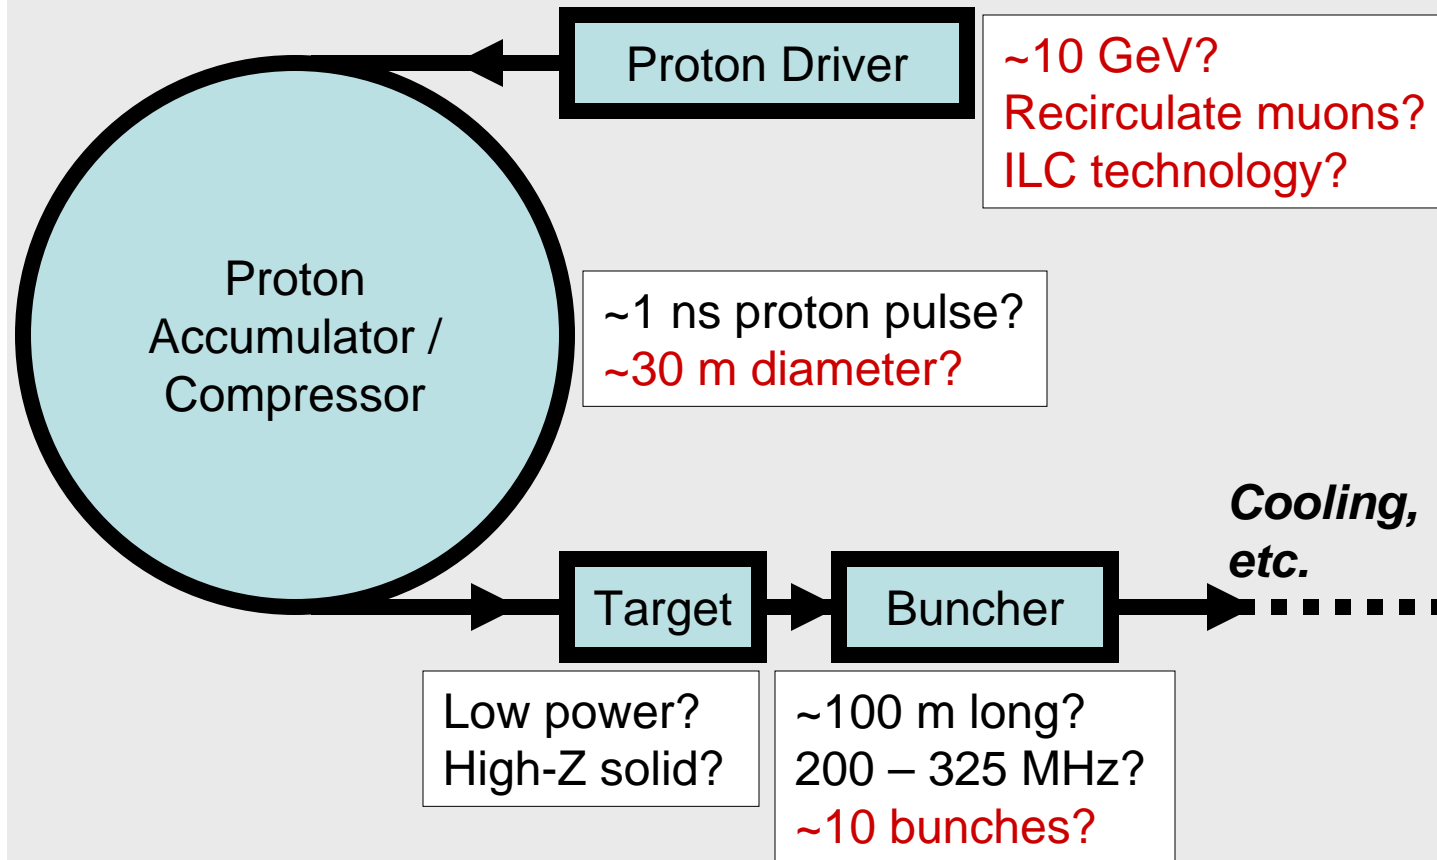 Proton Driver
~10 GeV?
Recirculate muons?
ILC technology?
Proton
Accumulator /
Compressor
~1 ns proton pulse?
~30 m diameter?
Cooling,
etc.
Target
Buncher
Low power?
High-Z solid?
~100 m long?
200 – 325 MHz?
~10 bunches?